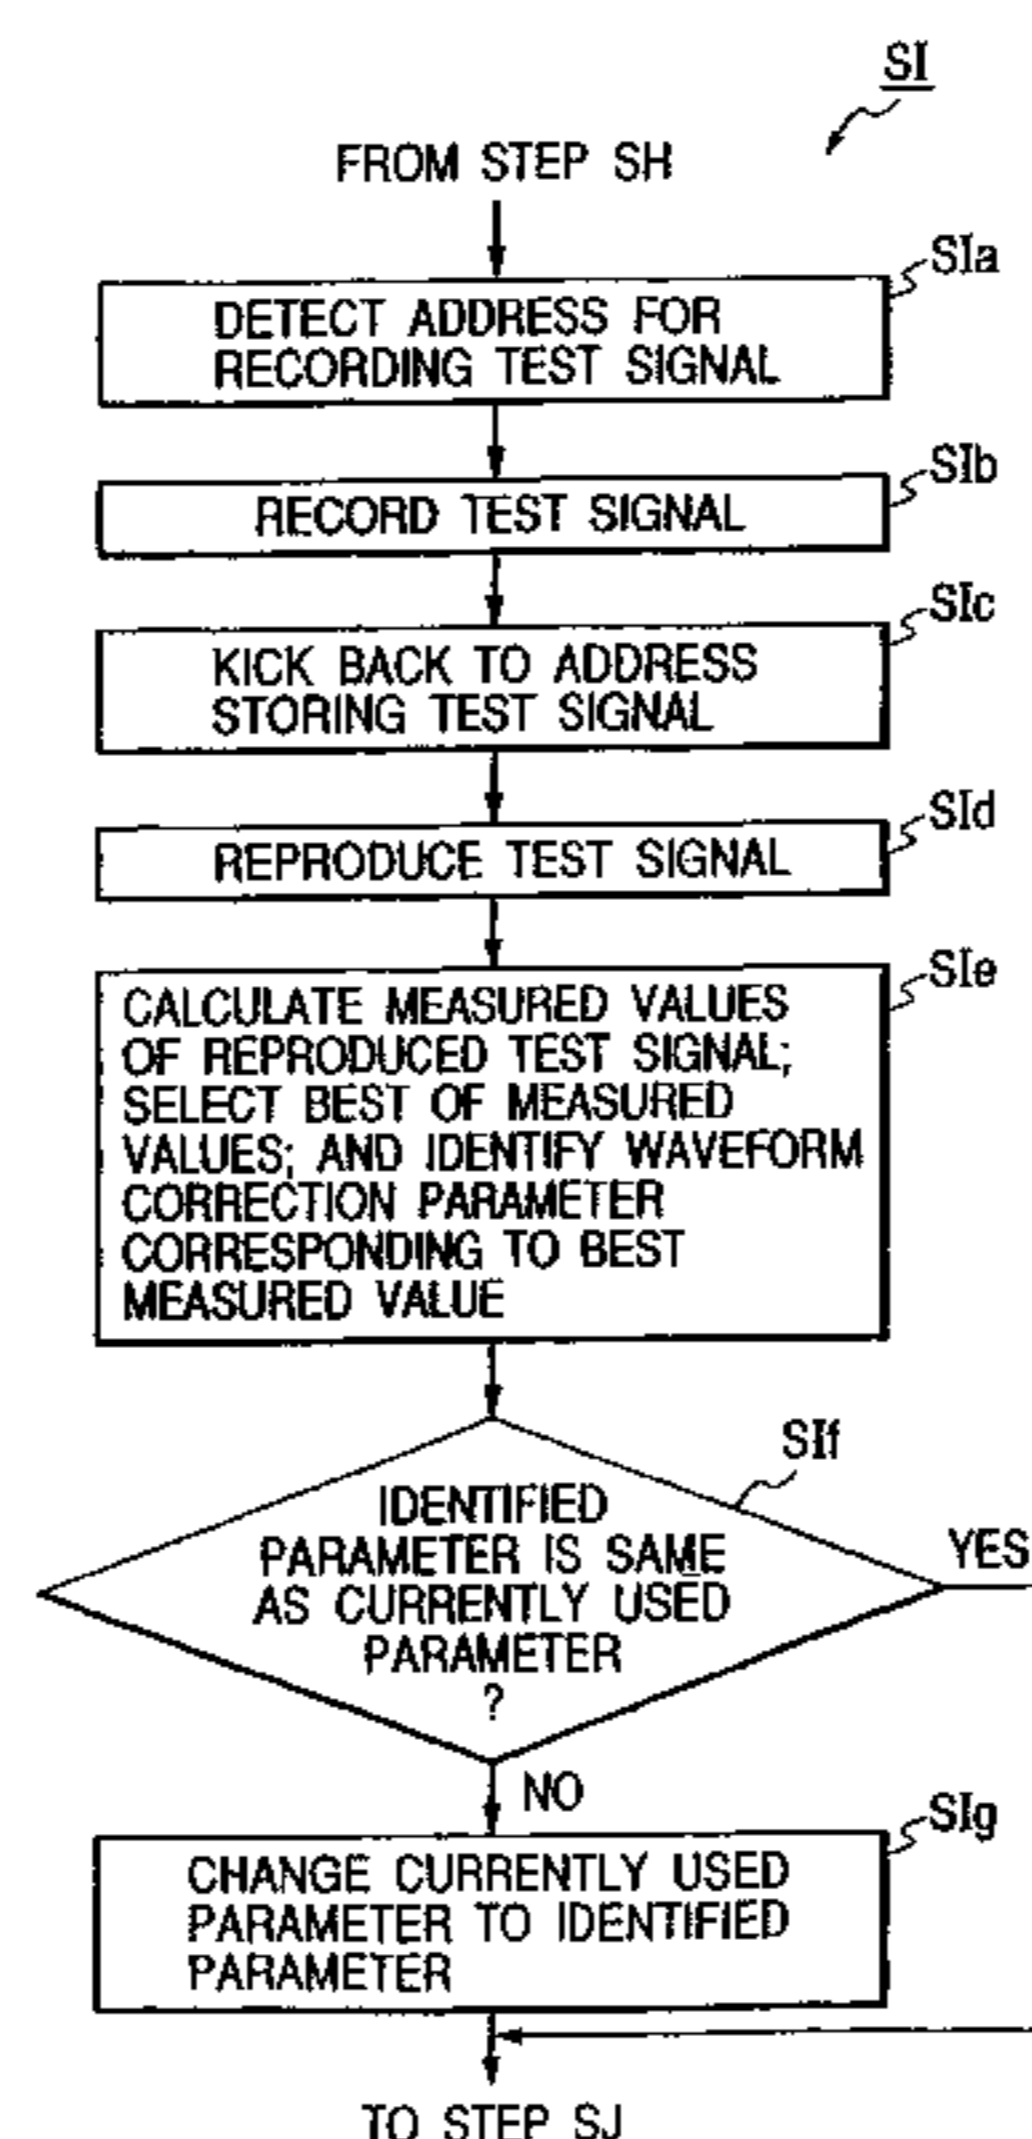 SI
FROM STEP SH
SIa
DETECT ADDRESS FOR
RECORDING TEST SIGNAL
SIb
RECORD TEST SIGNAL
SIc
KICK BACK TO ADDRESS
STORING TEST SIGNAL
SId
REPRODUCE TEST SIGNAL
SIe
CALCULATE MEASURED VALUES
OF REPRODUCED TEST SIGNAL;
SELECT BEST OF MEASURED
VALUES; AND IDENTIFY WAVEFORM
CORRECTION PARAMETER
CORRESPONDING TO BEST
MEASURED VALUE
SIf
IDENTIFIED
PARAMETER IS SAME
AS CURRENTLY USED
PARAMETER
?
YES
NO
SIg
CHANGE CURRENTLY USED
PARAMETER TO IDENTIFIED
PARAMETER
TO STEP SJ